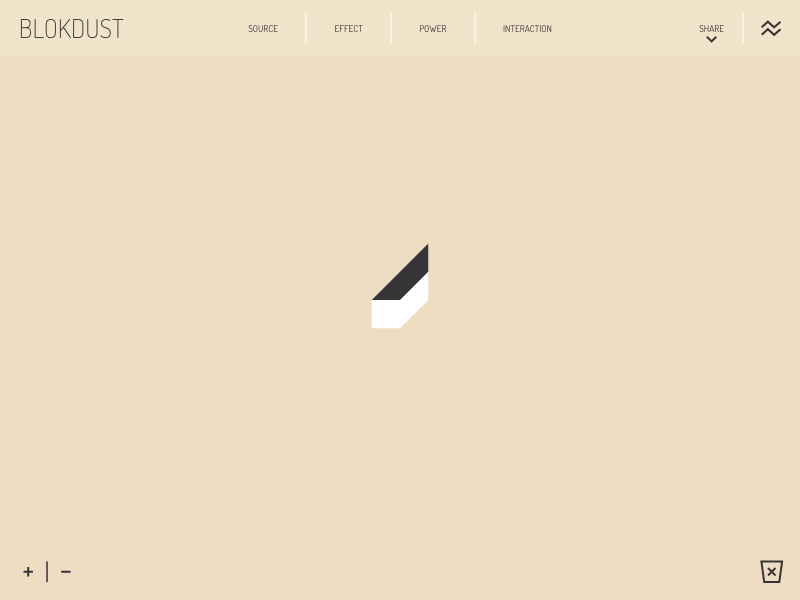 BLOKDUST
SOURCE
EFFECT
POWER
INTERACTION
SHARE
+ | −